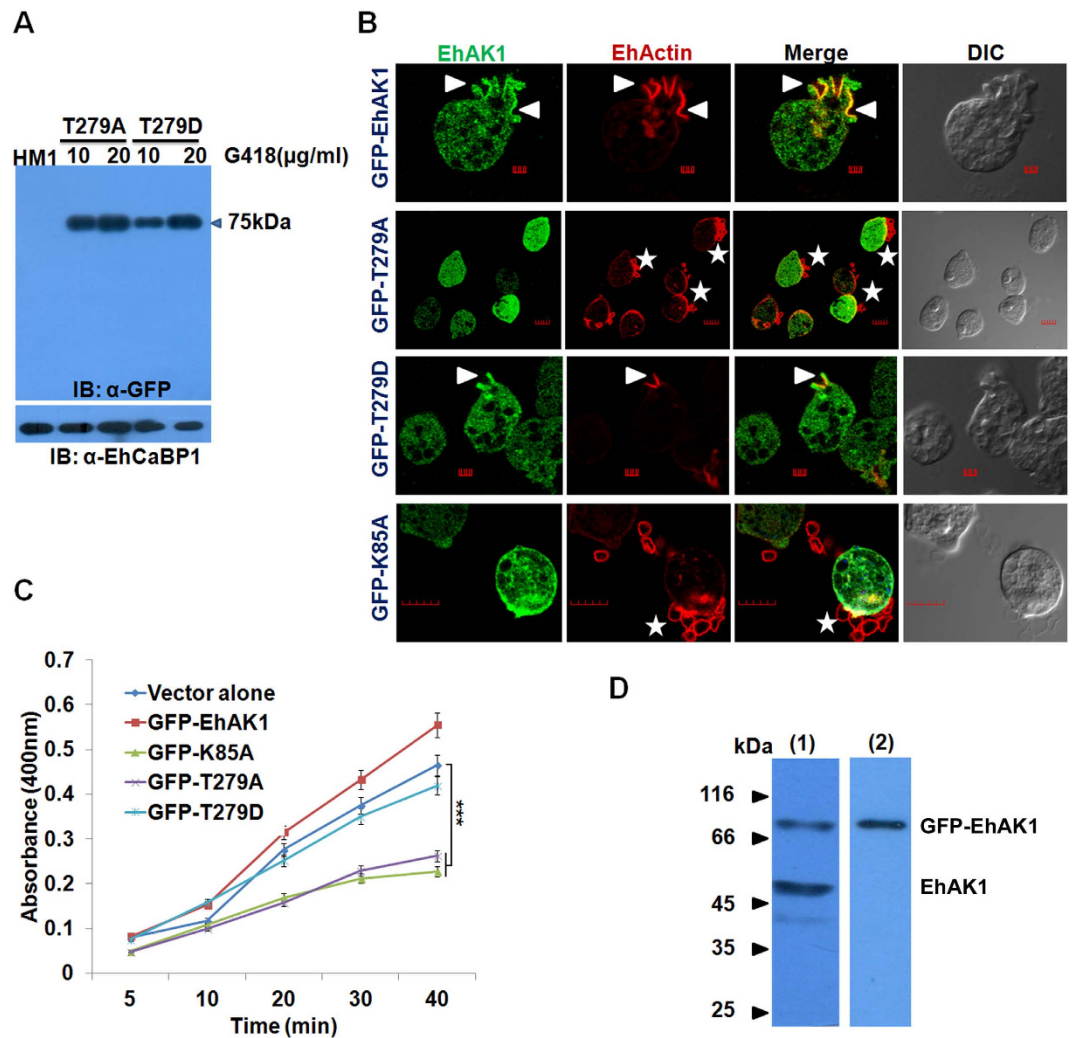 A
T279A T279D
HM1 10 20 10 20 G418(µg/ml)
75kDa
IB: α-GFP
IB: α-EhCaBP1
B
EhAK1 EhActin Merge DIC
GFP-EhAK1
GFP-T279A
GFP-T279D
GFP-K85A
C
0.7
0.6
0.5
0.4
0.3
0.2
0.1
0
Absorbance (400nm)
Vector alone
GFP-EhAK1
GFP-K85A
GFP-T279A
GFP-T279D
***
5 10 20 30 40
Time (min)
D
kDa (1) (2)
116
66
45
35
25
GFP-EhAK1
EhAK1